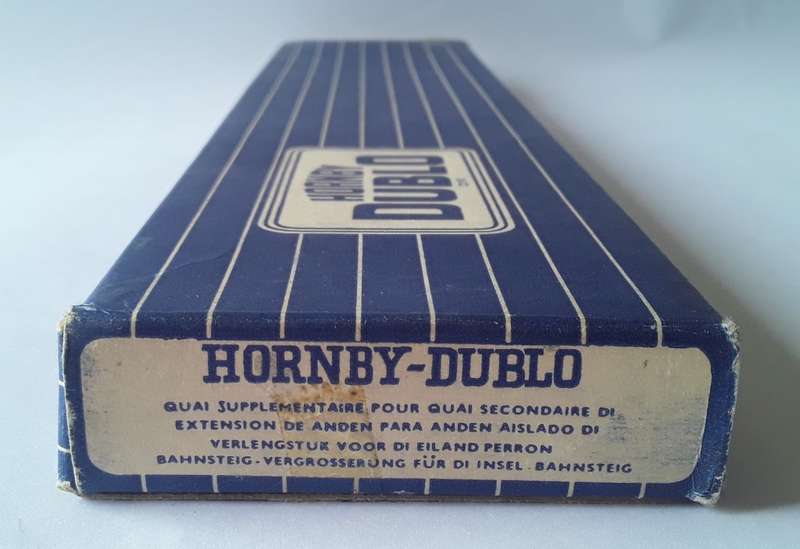 HORNBY
DUBLO
HORNBY-DUBLO
QUAI SUPPLEMENTAIRE POUR QUAI SECONDAIRE DI
EXTENSION DE ANDEN PARA ANDEN AISLADO DI
VERLENGSTUK VOOR DI EILAND PERRON
BAHNSTEIG-VERGROSSERUNG FÜR DI INSEL-BAHNSTEIG